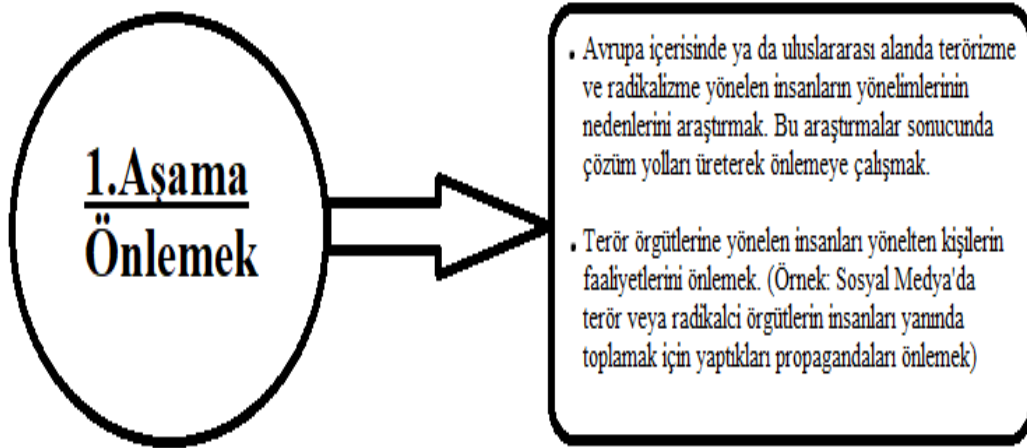 1.Aşama
Önlemek
• Avrupa içerisinde ya da uluslararası alanda terörizme
ve radikalizme yönelen insanların yönelimlerinin
nedenlerini araştırmak. Bu araştırmalar sonucunda
çözüm yolları üreterek önlemeye çalışmak.
• Terör örgütlerine yönelen insanları yönelten kişilerin
faaliyetlerini önlemek. (Örnek: Sosyal Medya'da
terör veya radikalci örgütlerin insanları yanında
toplamak için yaptıkları propagandaları önlemek)